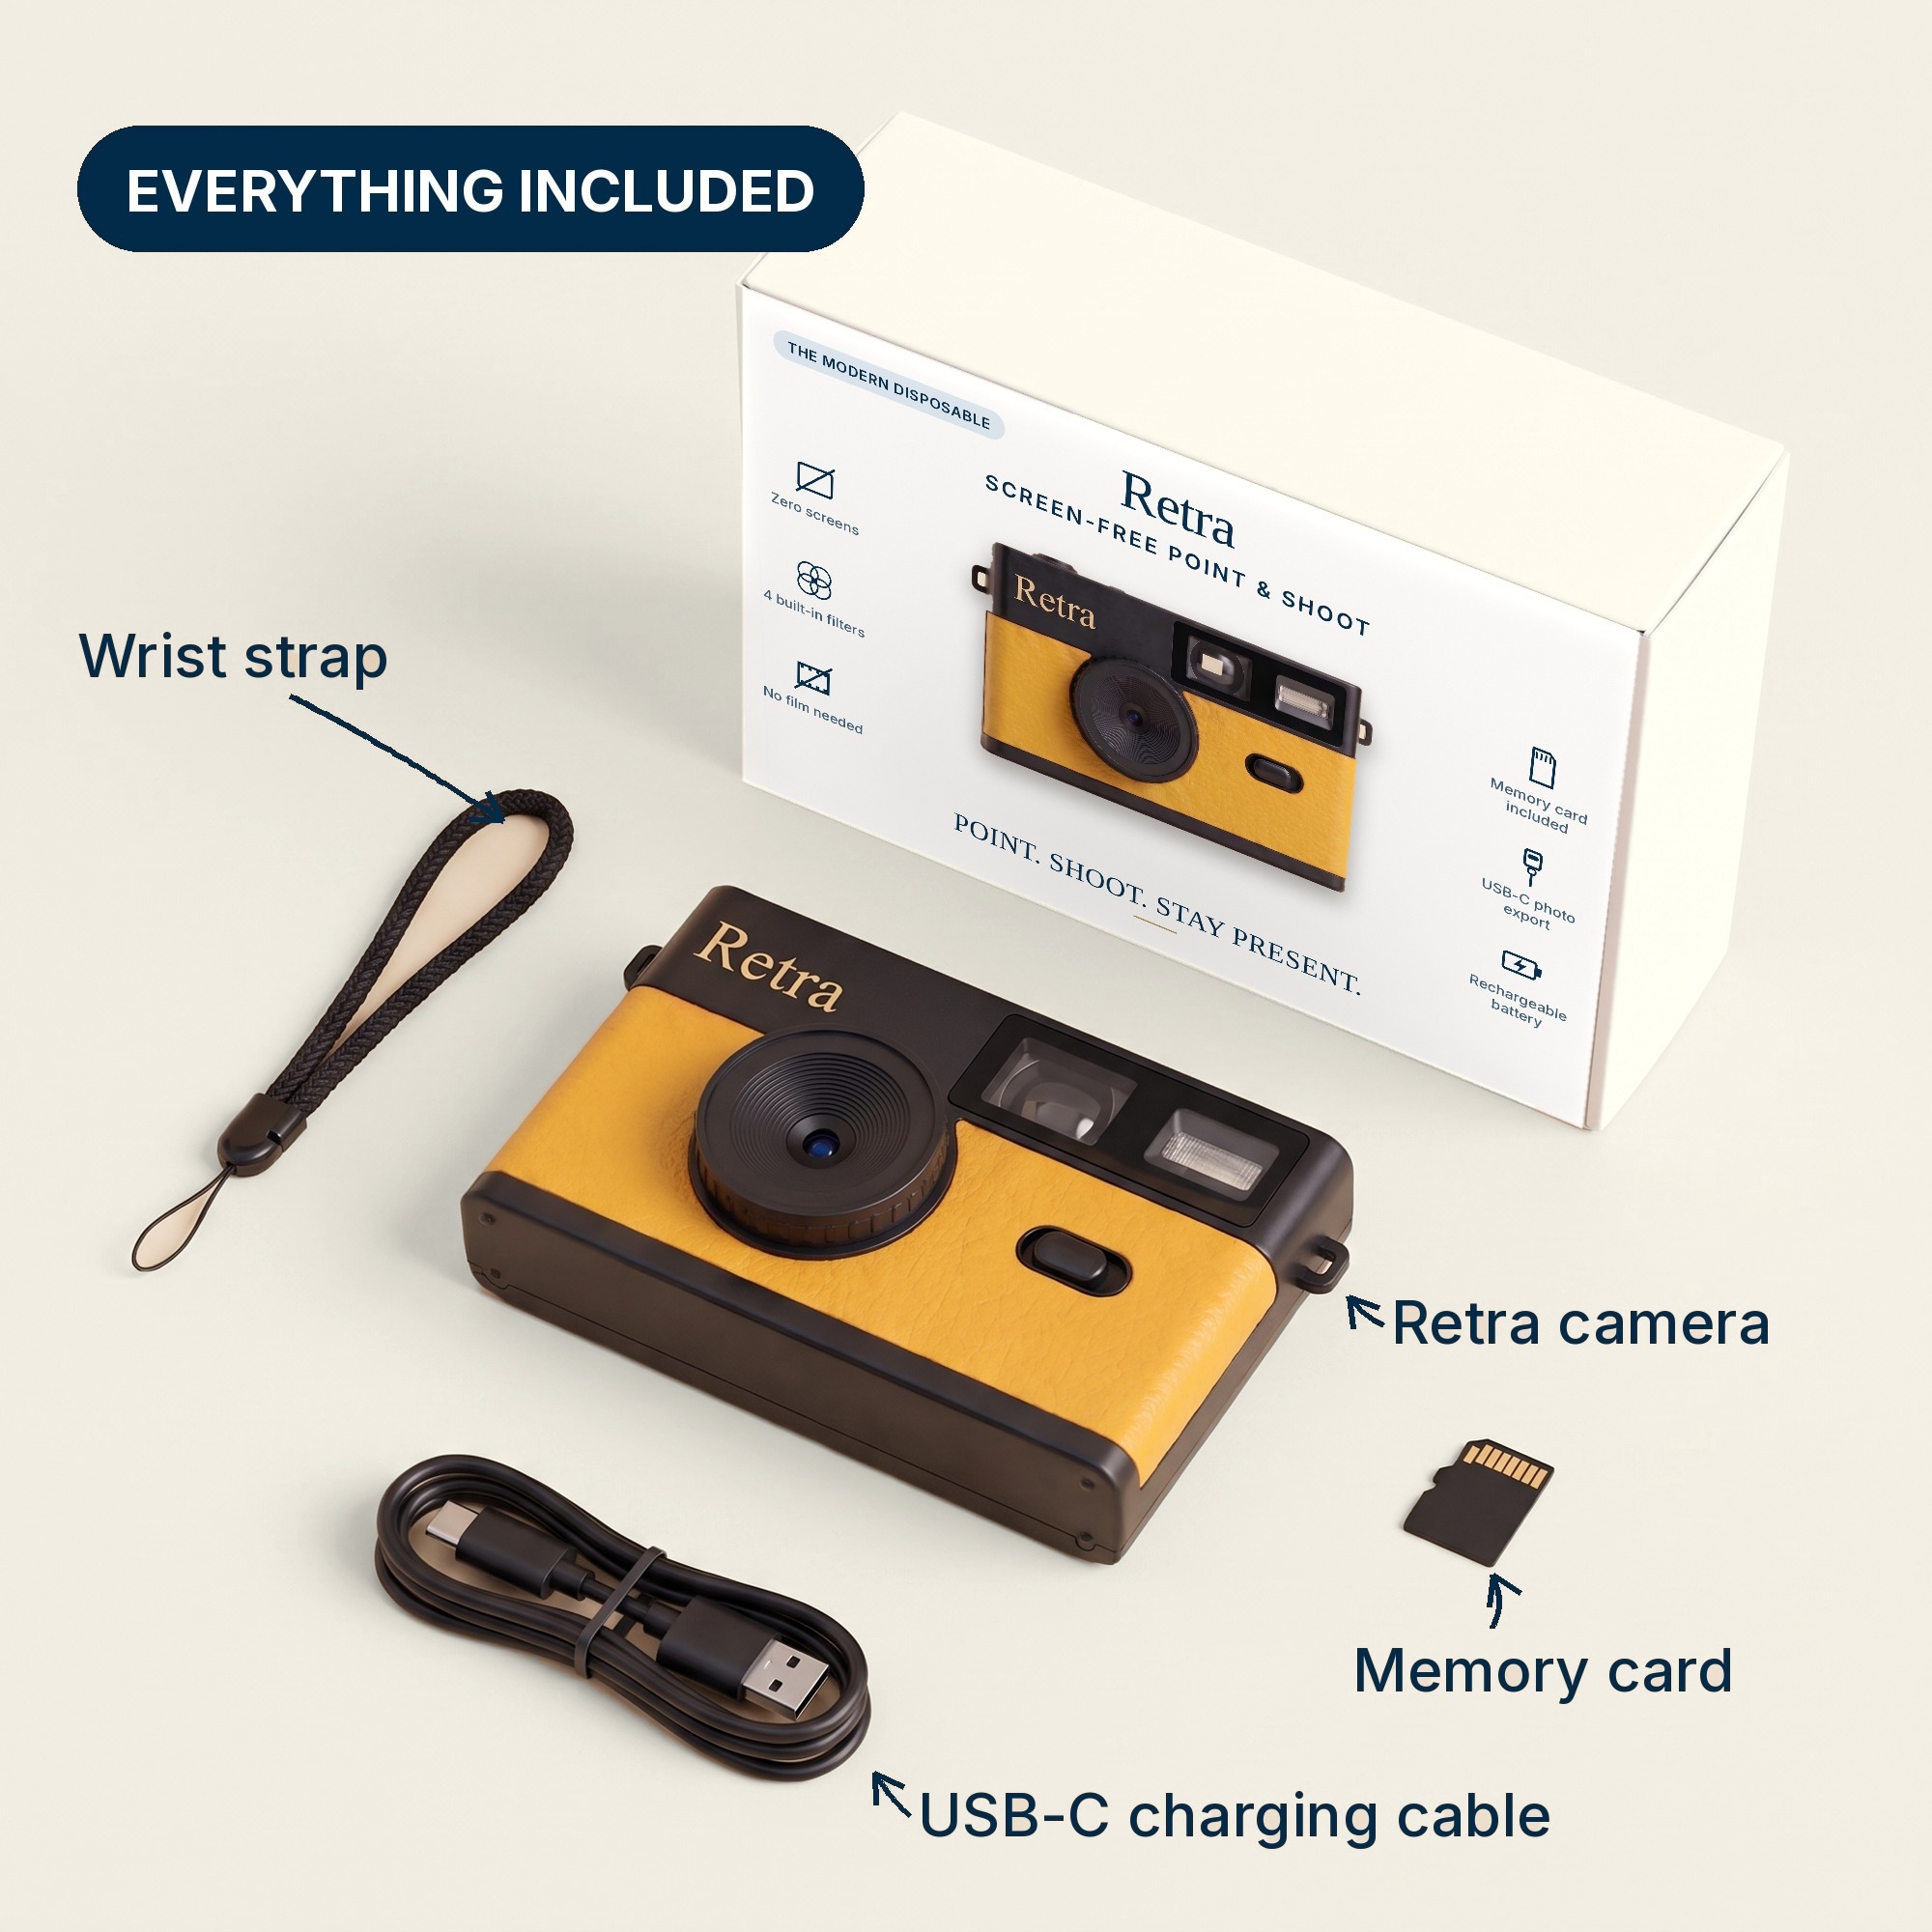 EVERYTHING INCLUDED
THE MODERN DISPOSABLE
Retra
SCREEN-FREE POINT & SHOOT
Zero screens
4 built-in filters
No film needed
Retra
Memory card
included
USB-C photo
export
Rechargeable
battery
POINT. SHOOT. STAY PRESENT.
Wrist strap
Retra
Retra camera
Memory card
USB-C charging cable